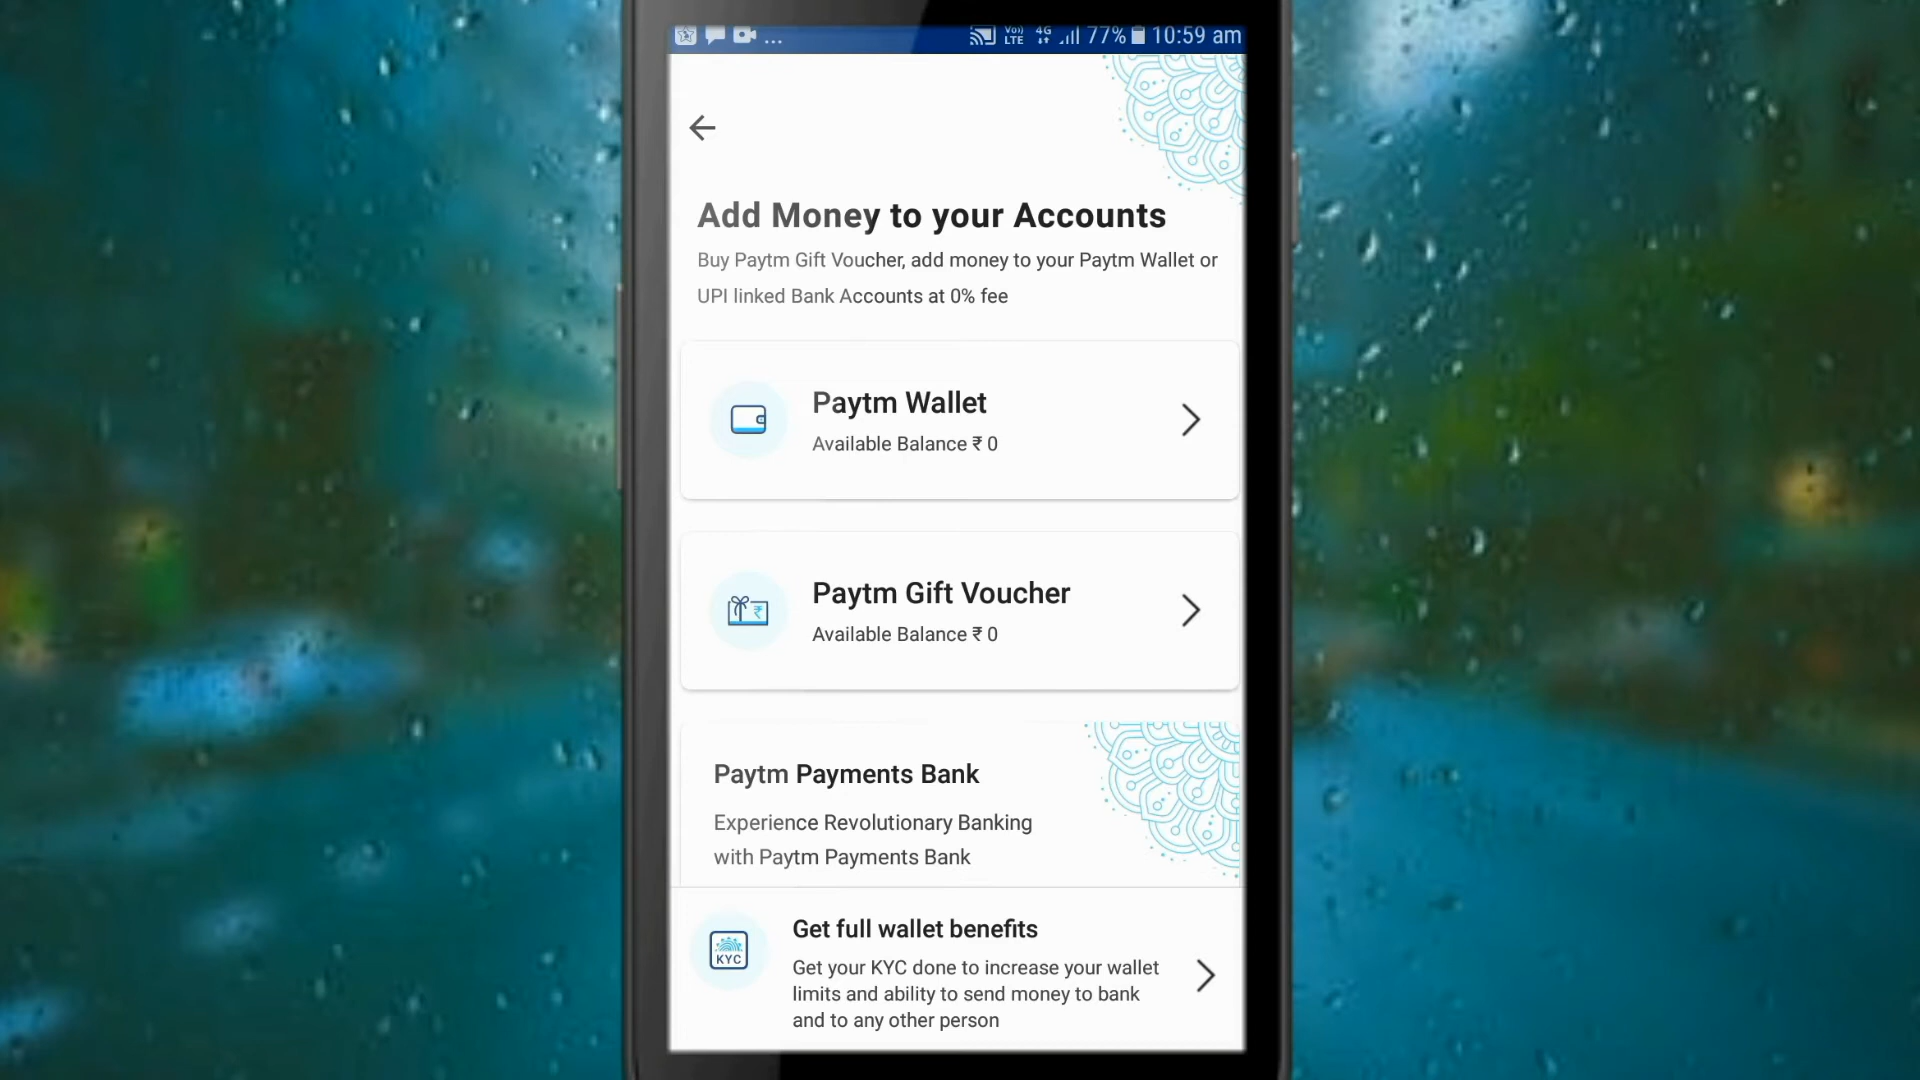 ... VoLTE 4G 77% 10:59 am
Add Money to your Accounts
Buy Paytm Gift Voucher, add money to your Paytm Wallet or
UPI linked Bank Accounts at 0% fee
Paytm Wallet
Available Balance ₹ 0
Paytm Gift Voucher
Available Balance ₹ 0
Paytm Payments Bank
Experience Revolutionary Banking
with Paytm Payments Bank
Get full wallet benefits
KYC
Get your KYC done to increase your wallet
limits and ability to send money to bank
and to any other person